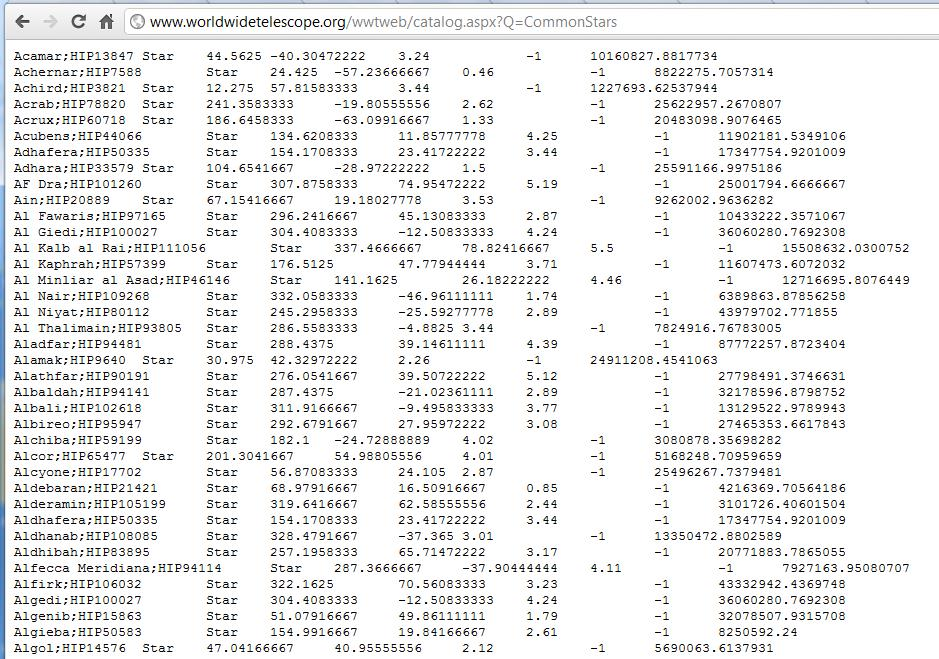 www.worldwidetelescope.org/wwtweb/catalog.aspx?Q=CommonStars
Acamar;HIP13847 Star 44.5625 -40.30472222 3.24 -1 10160827.8817734
Achernar;HIP7588 Star 24.425 -57.23666667 0.46 -1 8822275.7057314
Achird;HIP3821 Star 12.275 57.81583333 3.44 -1 1227693.62537944
Acrab;HIP78820 Star 241.3583333 -19.80555556 2.62 -1 25622957.2670807
Acrux;HIP60718 Star 186.6458333 -63.09916667 1.33 -1 20483098.9076465
Acubens;HIP44066 Star 134.6208333 11.85777778 4.25 -1 11902181.5349106
Adhafera;HIP50335 Star 154.1708333 23.41722222 3.44 -1 17347754.9201009
Adhara;HIP33579 Star 104.6541667 -28.97222222 1.5 -1 25591166.9975186
AF Dra;HIP101260 Star 307.8758333 74.95472222 5.19 -1 25001794.6666667
Ain;HIP20889 Star 67.15416667 19.18027778 3.53 -1 9262002.9636282
Al Fawaris;HIP97165 Star 296.2416667 45.13083333 2.87 -1 10433222.3571067
Al Giedi;HIP100027 Star 304.4083333 -12.50833333 4.24 -1 36060280.7692308
Al Kalb al Rai;HIP111056 Star 337.4666667 78.82416667 5.5 -1 15508632.0300752
Al Kaphrah;HIP57399 Star 176.5125 47.77944444 3.71 -1 11607473.6072032
Al Minliar al Asad;HIP46146 Star 141.1625 26.18222222 4.46 -1 12716695.8076449
Al Nair;HIP109268 Star 332.0583333 -46.96111111 1.74 -1 6389863.87856258
Al Niyat;HIP80112 Star 245.2958333 -25.59277778 2.89 -1 43979702.771855
Al Thalimain;HIP93805 Star 286.5583333 -4.8825 3.44 -1 7824916.76783005
Aladfar;HIP94481 Star 288.4375 39.14611111 4.39 -1 87772257.8723404
Alamak;HIP9640 Star 30.975 42.32972222 2.26 -1 24911208.4541063
Alathfar;HIP90191 Star 276.0541667 39.50722222 5.12 -1 27798491.3746631
Albaldah;HIP94141 Star 287.4375 -21.02361111 2.89 -1 32178596.8798752
Albali;HIP102618 Star 311.9166667 -9.495833333 3.77 -1 13129522.9789943
Albireo;HIP95947 Star 292.6791667 27.95972222 3.08 -1 27465353.6617843
Alchiba;HIP59199 Star 182.1 -24.72888889 4.02 -1 3080878.35698282
Alcor;HIP65477 Star 201.3041667 54.98805556 4.01 -1 5168248.70959659
Alcyone;HIP17702 Star 56.87083333 24.105 2.87 -1 25496267.7379481
Aldebaran;HIP21421 Star 68.97916667 16.50916667 0.85 -1 4216369.70564186
Alderamin;HIP105199 Star 319.6416667 62.58555556 2.44 -1 3101726.40601504
Aldhafera;HIP50335 Star 154.1708333 23.41722222 3.44 -1 17347754.9201009
Aldhanab;HIP108085 Star 328.4791667 -37.365 3.01 -1 13350472.8802589
Aldhibah;HIP83895 Star 257.1958333 65.71472222 3.17 -1 20771883.7865055
Alfecca Meridiana;HIP94114 Star 287.3666667 -37.90444444 4.11 -1 7927163.95080707
Alfirk;HIP106032 Star 322.1625 70.56083333 3.23 -1 43332942.4369748
Algedi;HIP100027 Star 304.4083333 -12.50833333 4.24 -1 36060280.7692308
Algenib;HIP15863 Star 51.07916667 49.86111111 1.79 -1 32078507.9315708
Algieba;HIP50583 Star 154.9916667 19.84166667 2.61 -1 8250592.24
Algol;HIP14576 Star 47.04166667 40.95555556 2.12 -1 5690063.6137931